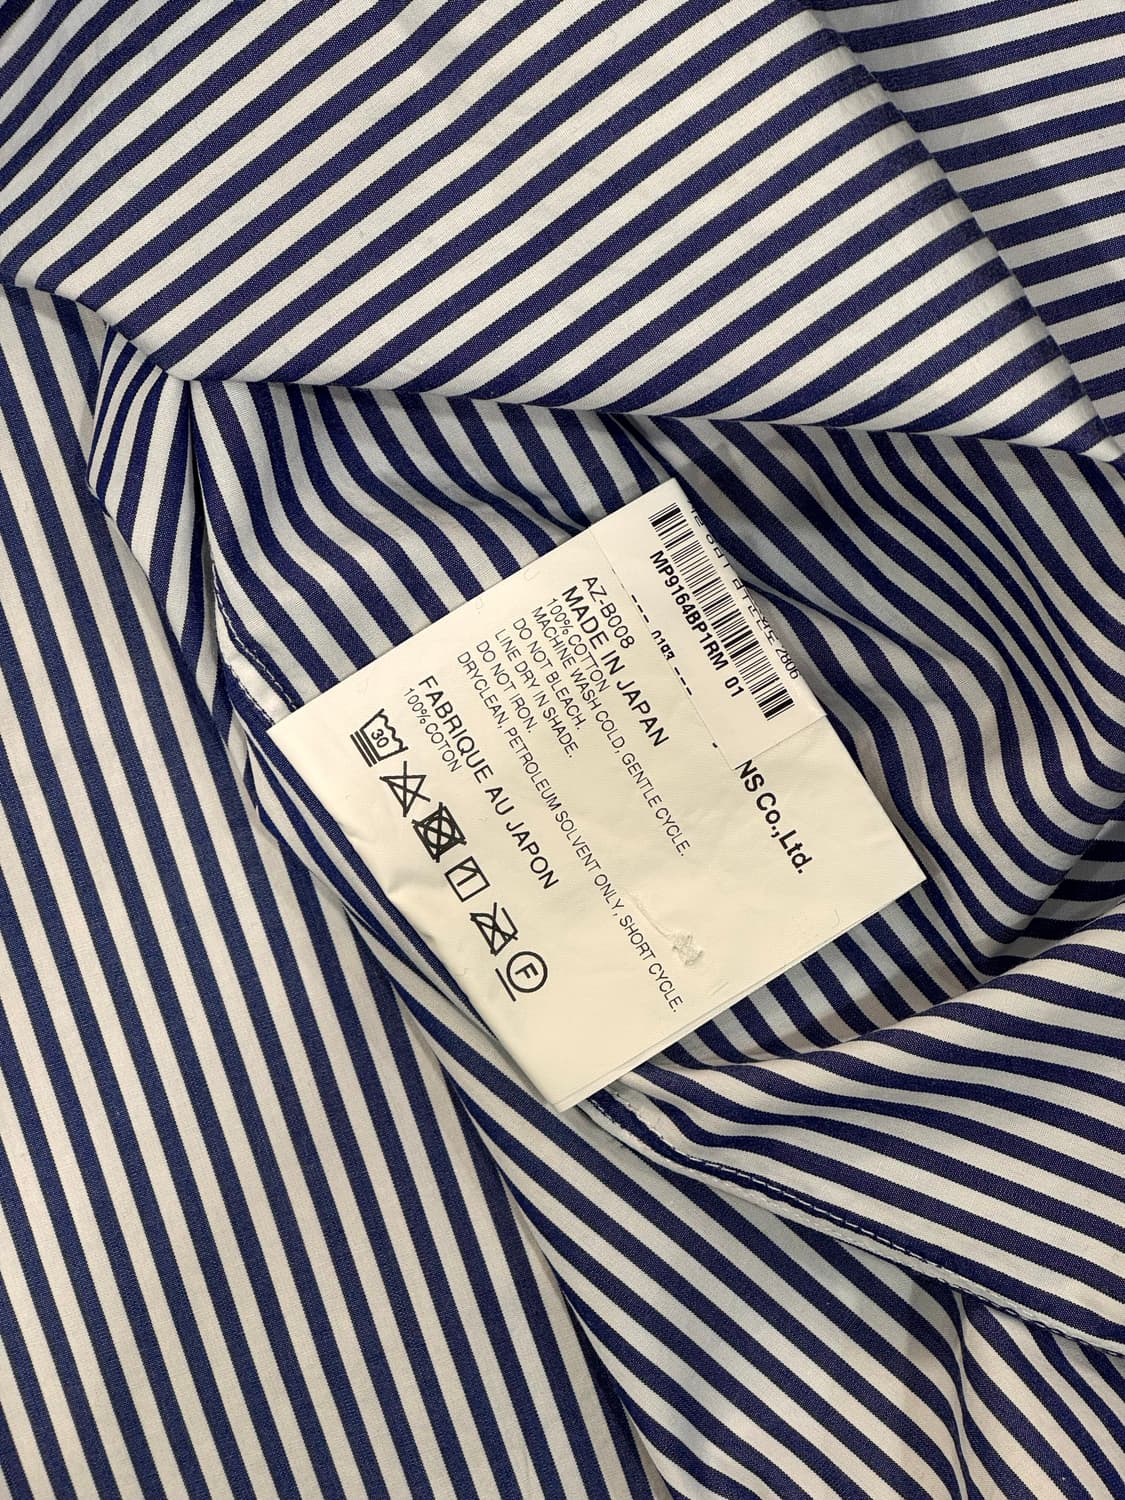 MP9164BP1RM 01
0193
AZ-B008
MADE IN JAPAN
100% COTTON
MACHINE WASH COLD, GENTLE CYCLE.
DO NOT BLEACH.
LINE DRY IN SHADE.
DO NOT IRON.
DRYCLEAN, PETROLEUM SOLVENT ONLY, SHORT CYCLE.
FABRIQUE AU JAPON
100% COTON
30
F
NS Co.,Ltd.